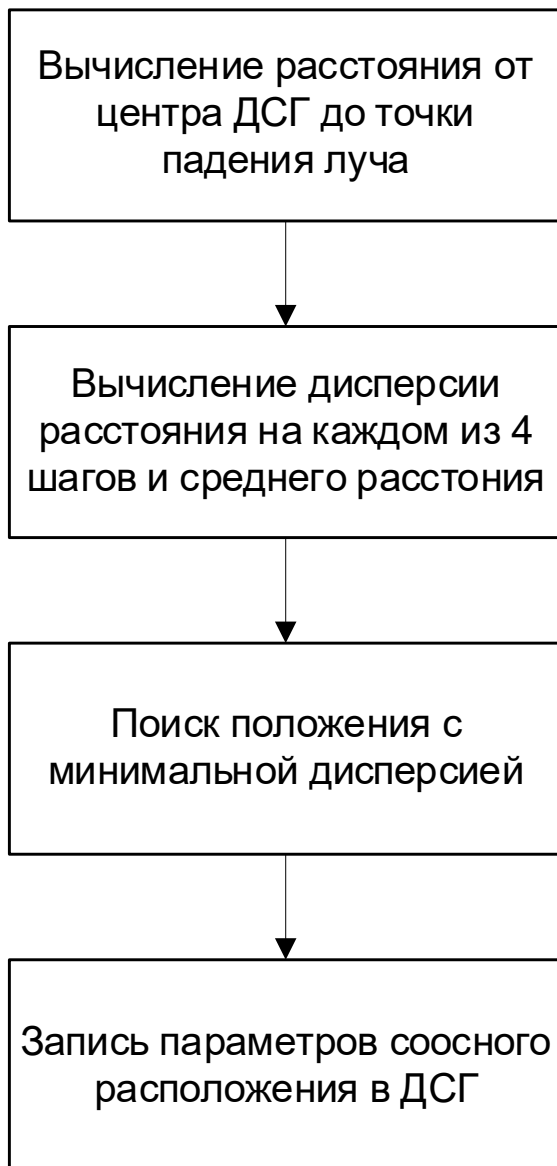 Вычисление расстояния от
центра ДСГ до точки
падения луча
Вычисление дисперсии
расстояния на каждом из 4
шагов и среднего расстония
Поиск положения с
минимальной дисперсией
Запись параметров соосного
расположения в ДСГ